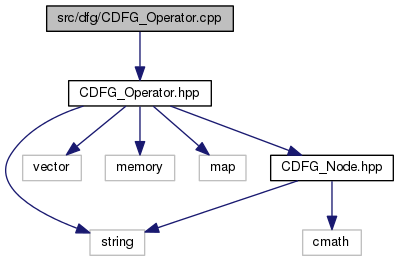 src/dfg/CDFG_Operator.cpp
CDFG_Operator.hpp
vector
memory
map
CDFG_Node.hpp
string
cmath